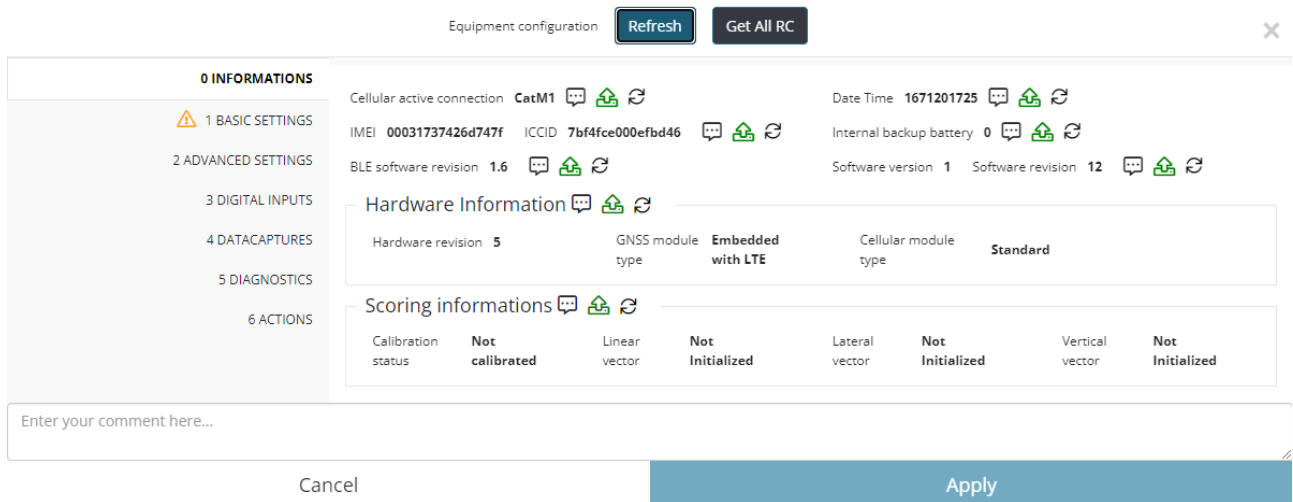 Equipment configuration Refresh Get All RC
0 INFORMATIONS
1 BASIC SETTINGS
2 ADVANCED SETTINGS
3 DIGITAL INPUTS
4 DATACAPTURES
5 DIAGNOSTICS
6 ACTIONS
Cellular active connection CatM1
Date Time 1671201725
IMEI 00031737426d747f ICCID 7bf4fce000efbd46
Internal backup battery 0
BLE software revision 1.6
Software version 1 Software revision 12
Hardware Information
Hardware revision 5
GNSS module type Embedded with LTE
Cellular module type Standard
Scoring informations
Calibration status Not calibrated
Linear vector Not Initialized
Lateral vector Not Initialized
Vertical vector Not Initialized
Enter your comment here...
Cancel Apply